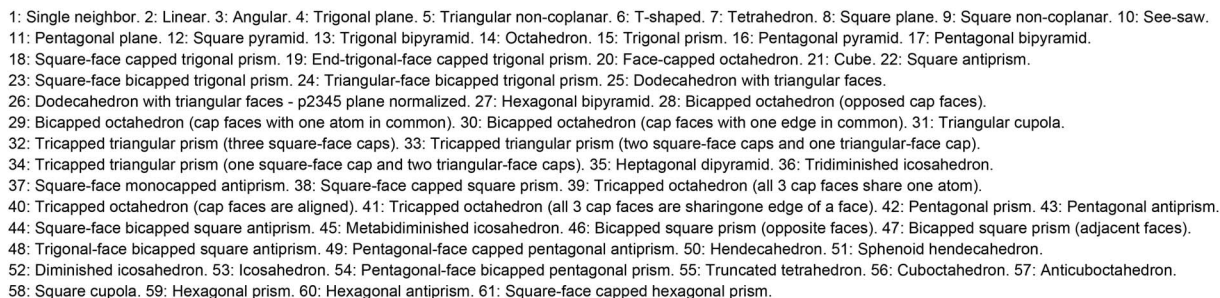 1: Single neighbor. 2: Linear. 3: Angular. 4: Trigonal plane. 5: Triangular non-coplanar. 6: T-shaped. 7: Tetrahedron. 8: Square plane. 9: Square non-coplanar. 10: See-saw.
11: Pentagonal plane. 12: Square pyramid. 13: Trigonal bipyramid. 14: Octahedron. 15: Trigonal prism. 16: Pentagonal pyramid. 17: Pentagonal bipyramid.
18: Square-face capped trigonal prism. 19: End-trigonal-face capped trigonal prism. 20: Face-capped octahedron. 21: Cube. 22: Square antiprism.
23: Square-face bicapped trigonal prism. 24: Triangular-face bicapped trigonal prism. 25: Dodecahedron with triangular faces.
26: Dodecahedron with triangular faces - p2345 plane normalized. 27: Hexagonal bipyramid. 28: Bicapped octahedron (opposed cap faces).
29: Bicapped octahedron (cap faces with one atom in common). 30: Bicapped octahedron (cap faces with one edge in common). 31: Triangular cupola.
32: Tricapped triangular prism (three square-face caps). 33: Tricapped triangular prism (two square-face caps and one triangular-face cap).
34: Tricapped triangular prism (one square-face cap and two triangular-face caps). 35: Heptagonal dipyramid. 36: Tridiminished icosahedron.
37: Square-face monocapped antiprism. 38: Square-face capped square prism. 39: Tricapped octahedron (all 3 cap faces share one atom).
40: Tricapped octahedron (cap faces are aligned). 41: Tricapped octahedron (all 3 cap faces are sharingone edge of a face). 42: Pentagonal prism. 43: Pentagonal antiprism.
44: Square-face bicapped square antiprism. 45: Metabidiminished icosahedron. 46: Bicapped square prism (opposite faces). 47: Bicapped square prism (adjacent faces).
48: Trigonal-face bicapped square antiprism. 49: Pentagonal-face capped pentagonal antiprism. 50: Hendecahedron. 51: Sphenoid hendecahedron.
52: Diminished icosahedron. 53: Icosahedron. 54: Pentagonal-face bicapped pentagonal prism. 55: Truncated tetrahedron. 56: Cuboctahedron. 57: Anticuboctahedron.
58: Square cupola. 59: Hexagonal prism. 60: Hexagonal antiprism. 61: Square-face capped hexagonal prism.